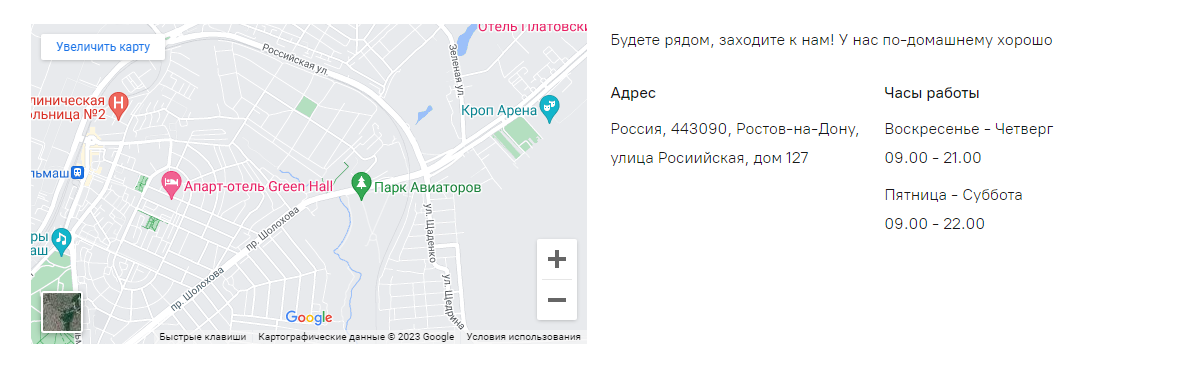 Отель Платовски
Увеличить карту
Российская ул.
Зеленая ул.
линическая
ольница №2
Кроп Арена
льмаш
Апарт-отель Green Hall
Парк Авиаторов
пр. Шолохова
ул. Щаденко
ры
аш
пр. Шолохова
ул. Щедрина
Google
Быстрые клавиши
Картографические данные © 2023 Google
Условия использования
Будете рядом, заходите к нам! У нас по-домашнему хорошо
Адрес
Россия, 443090, Ростов-на-Дону,
улица Росиийская, дом 127
Часы работы
Воскресенье - Четверг
09.00 - 21.00
Пятница - Суббота
09.00 - 22.00